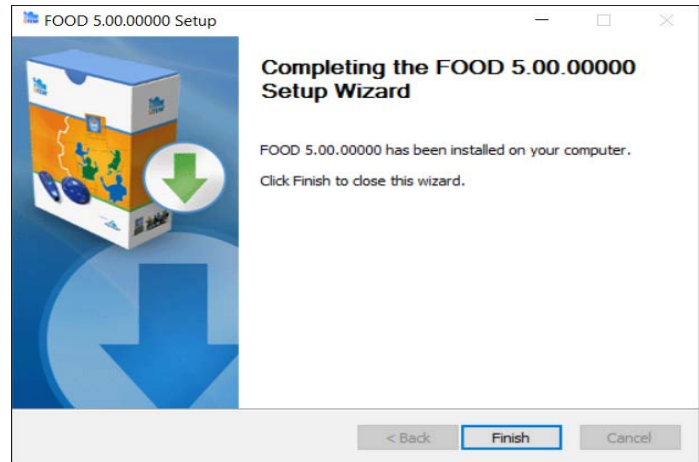 FOOD 5.00.00000 Setup
Completing the FOOD 5.00.00000
Setup Wizard
FOOD 5.00.00000 has been installed on your computer.
Click Finish to close this wizard.
< Back
Finish
Cancel